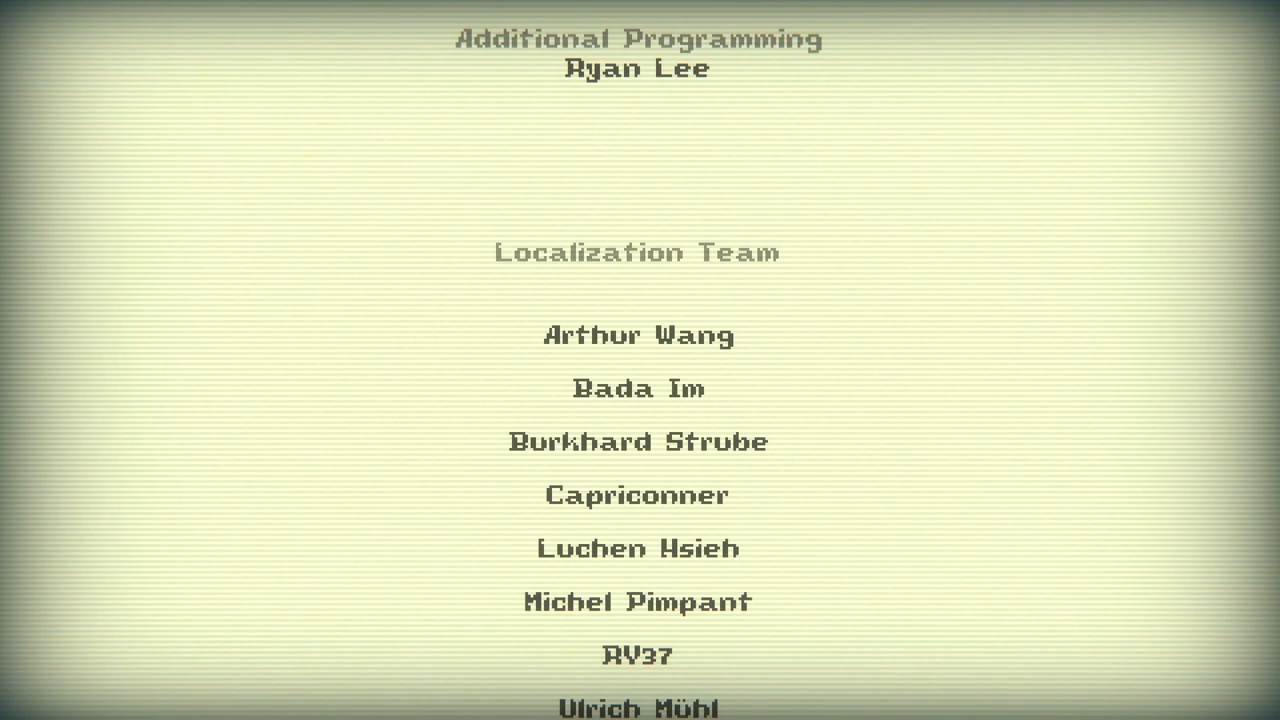 Additional Programming
Ryan Lee
Localization Team
Arthur Wang
Bada Im
Burkhard Strube
Capriconner
Luchen Hsieh
Michel Pimpant
RV37
Ulrich Mühl